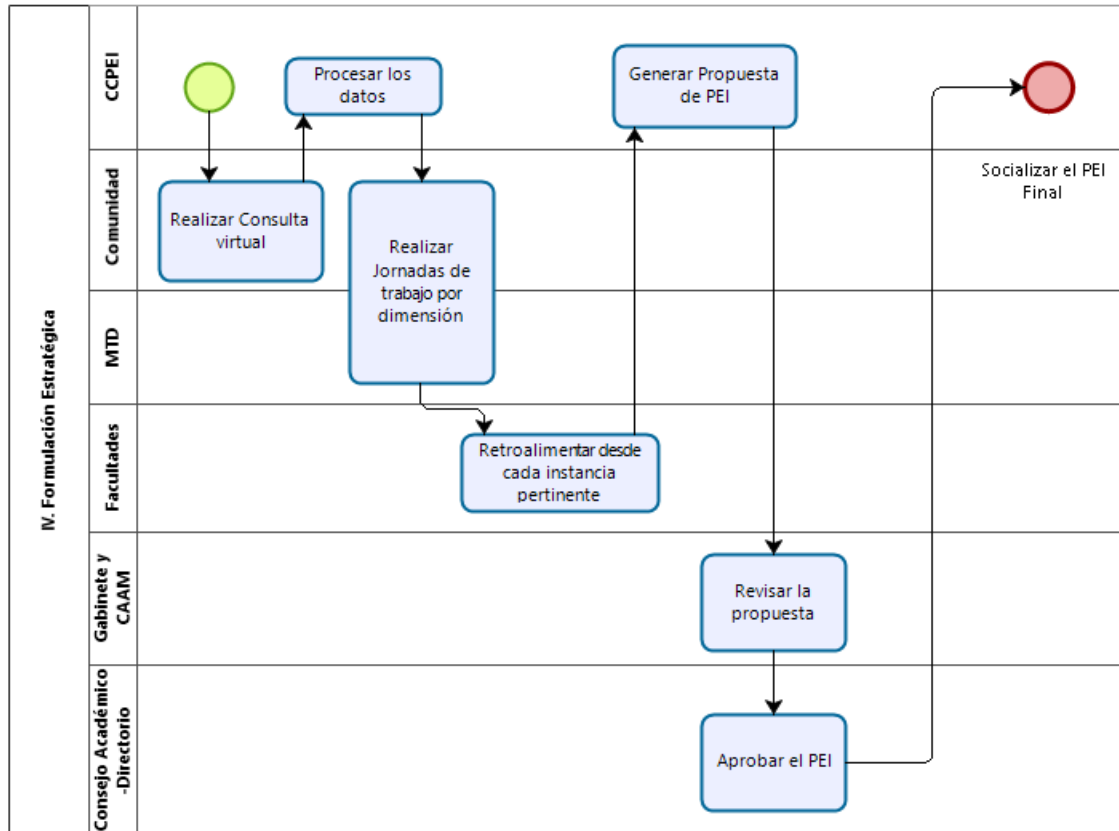 IV. Formulación Estratégica
CCPEI
Procesar los
datos
Generar Propuesta
de PEI
Comunidad
Realizar Consulta
virtual
Realizar
Jornadas de
trabajo por
dimensión
Socializar el PEI
Final
MTD
Facultades
Retroalimentar desde
cada instancia
pertinente
Gabinete y
CAAM
Revisar la
propuesta
Consejo Académico
-Directorio
Aprobar el PEI